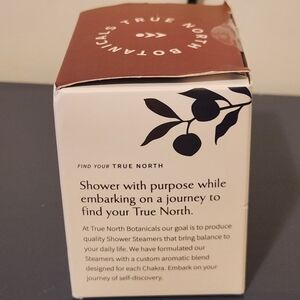 TRUE NORTH BOTANICALS
FIND YOUR TRUE NORTH
Shower with purpose while
embarking on a journey to
find your True North.
At True North Botanicals our goal is to produce
quality Shower Steamers that bring balance to
your daily life. We have formulated our
Steamers with a custom aromatic blend
designed for each Chakra. Embark on your
journey of self-discovery.